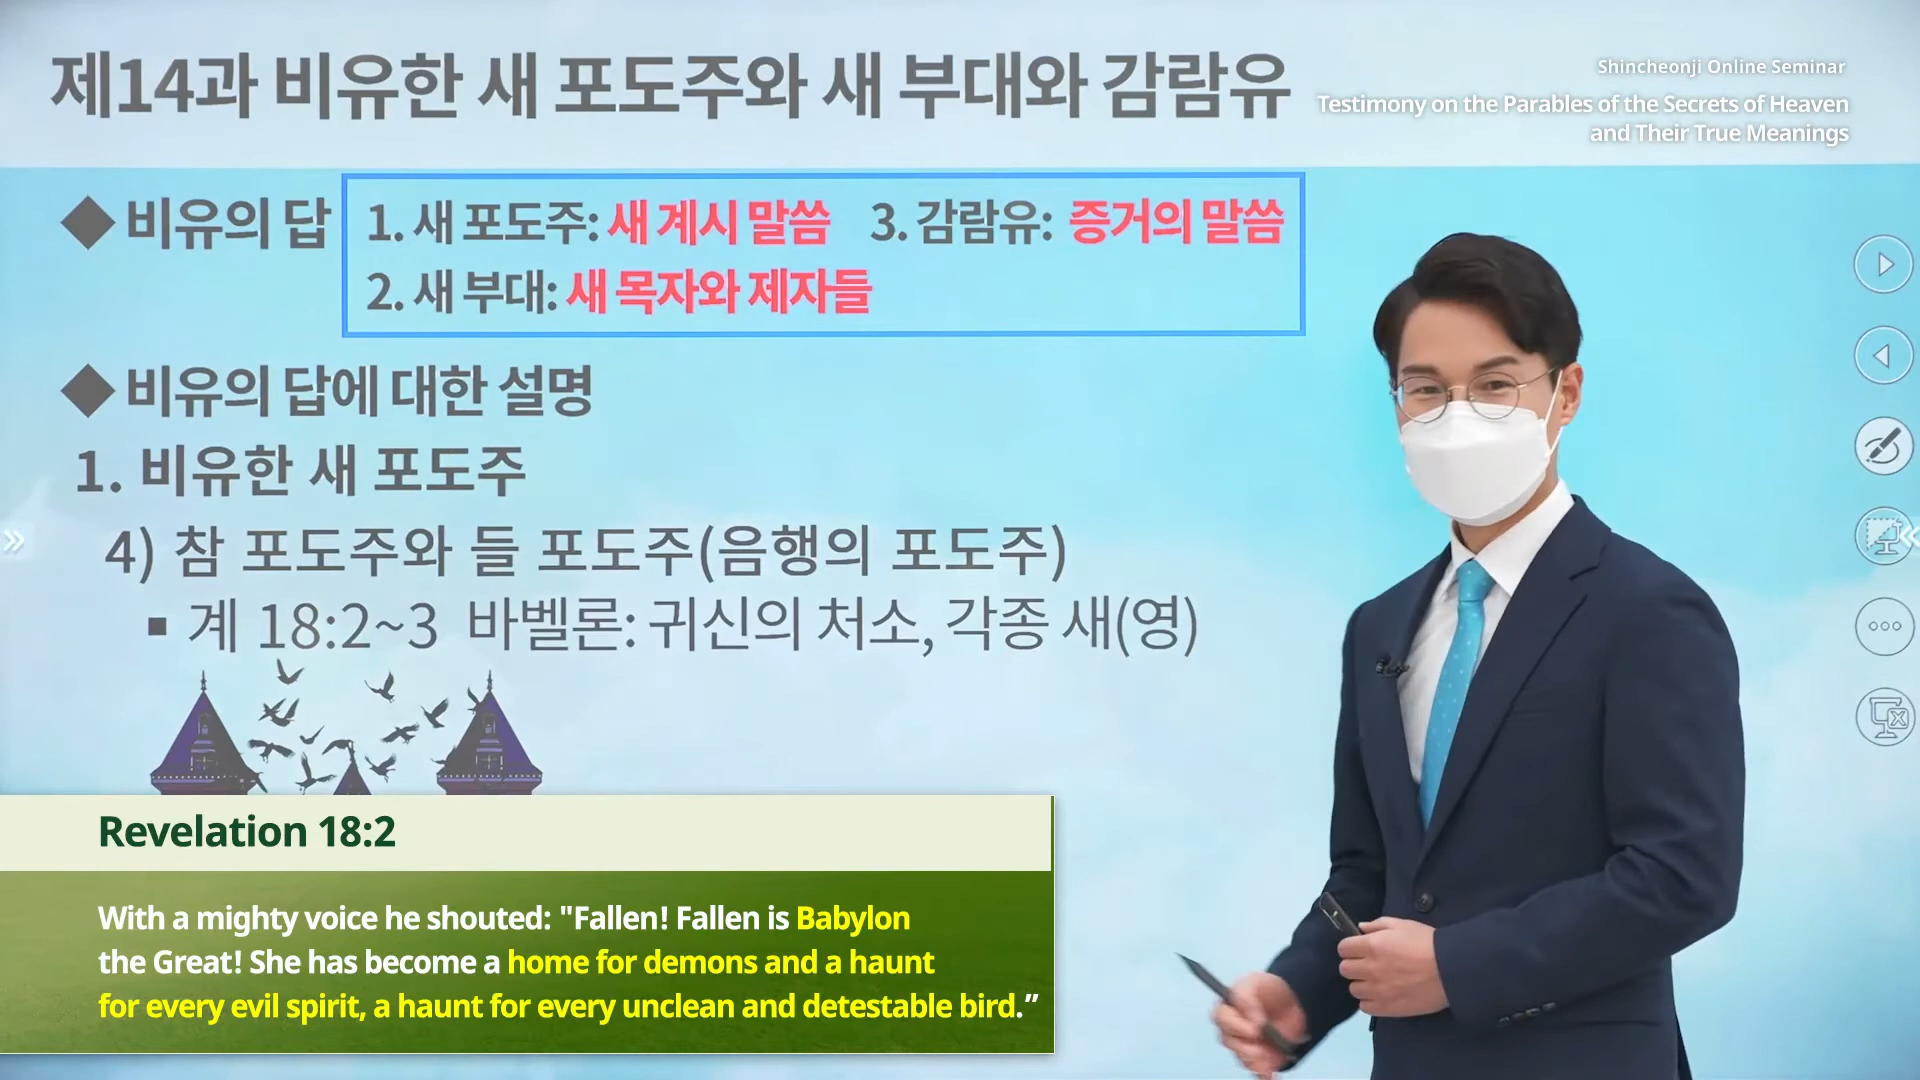 제14과 비유한 새 포도주와 새 부대와 감람유
Shincheonji Online Seminar
Testimony on the Parables of the Secrets of Heaven
and Their True Meanings
◆ 비유의 답
1. 새 포도주: 새 계시 말씀 3. 감람유: 증거의 말씀
2. 새 부대: 새 목자와 제자들
◆ 비유의 답에 대한 설명
1. 비유한 새 포도주
4) 참 포도주와 들 포도주(음행의 포도주)
▪ 계 18:2~3 바벨론: 귀신의 처소, 각종 새(영)
Revelation 18:2
With a mighty voice he shouted: "Fallen! Fallen is Babylon
the Great! She has become a home for demons and a haunt
for every evil spirit, a haunt for every unclean and detestable bird.”